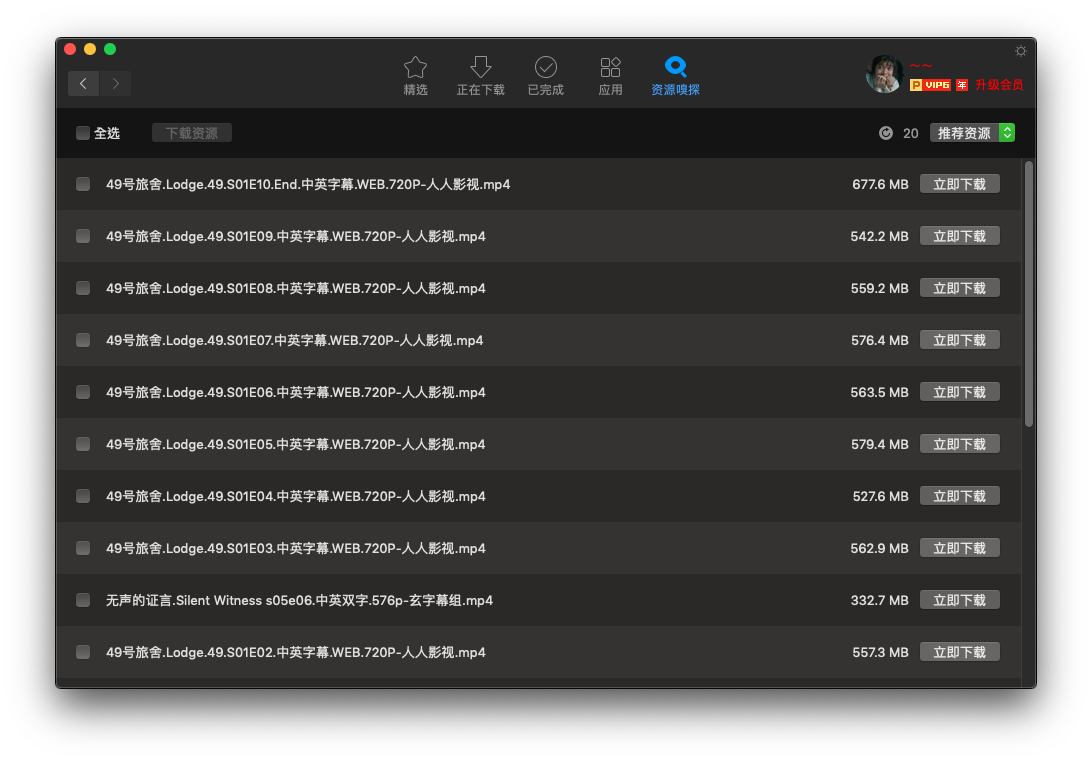 精选
正在下载
已完成
应用
资源嗅探
~~
P VIP6 年 升级会员
全选
下载资源
20
推荐资源
49号旅舍.Lodge.49.S01E10.End.中英字幕.WEB.720P-人人影视.mp4 677.6 MB 立即下载
49号旅舍.Lodge.49.S01E09.中英字幕.WEB.720P-人人影视.mp4 542.2 MB 立即下载
49号旅舍.Lodge.49.S01E08.中英字幕.WEB.720P-人人影视.mp4 559.2 MB 立即下载
49号旅舍.Lodge.49.S01E07.中英字幕.WEB.720P-人人影视.mp4 576.4 MB 立即下载
49号旅舍.Lodge.49.S01E06.中英字幕.WEB.720P-人人影视.mp4 563.5 MB 立即下载
49号旅舍.Lodge.49.S01E05.中英字幕.WEB.720P-人人影视.mp4 579.4 MB 立即下载
49号旅舍.Lodge.49.S01E04.中英字幕.WEB.720P-人人影视.mp4 527.6 MB 立即下载
49号旅舍.Lodge.49.S01E03.中英字幕.WEB.720P-人人影视.mp4 562.9 MB 立即下载
无声的证言.Silent Witness s05e06.中英双字.576p-玄字幕组.mp4 332.7 MB 立即下载
49号旅舍.Lodge.49.S01E02.中英字幕.WEB.720P-人人影视.mp4 557.3 MB 立即下载